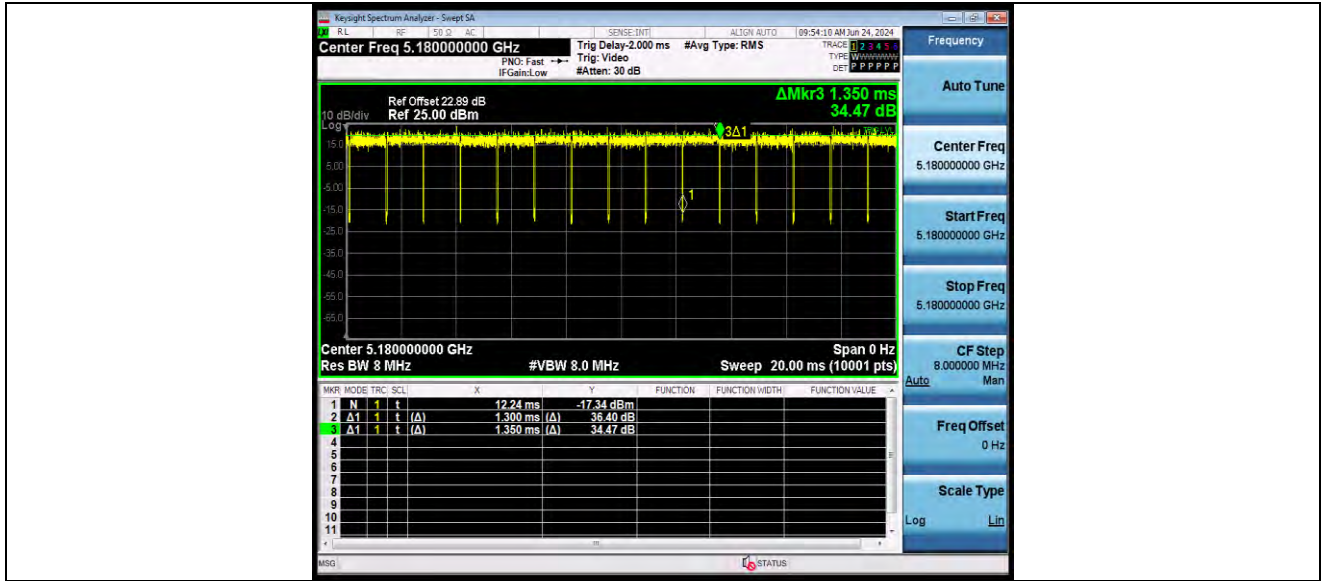 Keysight Spectrum Analyzer - Swept SA
RL RF 50 Ω AC SENSE:INT ALIGN AUTO 09:54:10 AM Jun 24, 2024
Center Freq 5.180000000 GHz
PNO: Fast
IFGain:Low
Trig Delay-2.000 ms
Trig: Video
#Atten: 30 dB
#Avg Type: RMS
TRACE 1 2 3 4 5 6
TYPE WWWWWW
DET P P P P P P
Frequency
Auto Tune
Center Freq
5.180000000 GHz
Start Freq
5.180000000 GHz
Stop Freq
5.180000000 GHz
CF Step
8.000000 MHz
Auto Man
Freq Offset
0 Hz
Scale Type
Log Lin
ΔMkr3 1.350 ms
34.47 dB
Ref Offset 22.89 dB
10 dB/div Ref 25.00 dBm
Log
15.0
5.00
-5.00
-15.0
-25.0
-35.0
-45.0
-55.0
-65.0
3Δ1
1
Center 5.180000000 GHz Span 0 Hz
Res BW 8 MHz #VBW 8.0 MHz Sweep 20.00 ms (10001 pts)
MKR MODE TRC SCL X Y FUNCTION FUNCTION WIDTH FUNCTION VALUE
1 N 1 t 12.24 ms -17.34 dBm
2 Δ1 1 t (Δ) 1.300 ms (Δ) 36.40 dB
3 Δ1 1 t (Δ) 1.350 ms (Δ) 34.47 dB
4
5
6
7
8
9
10
11
MSG STATUS